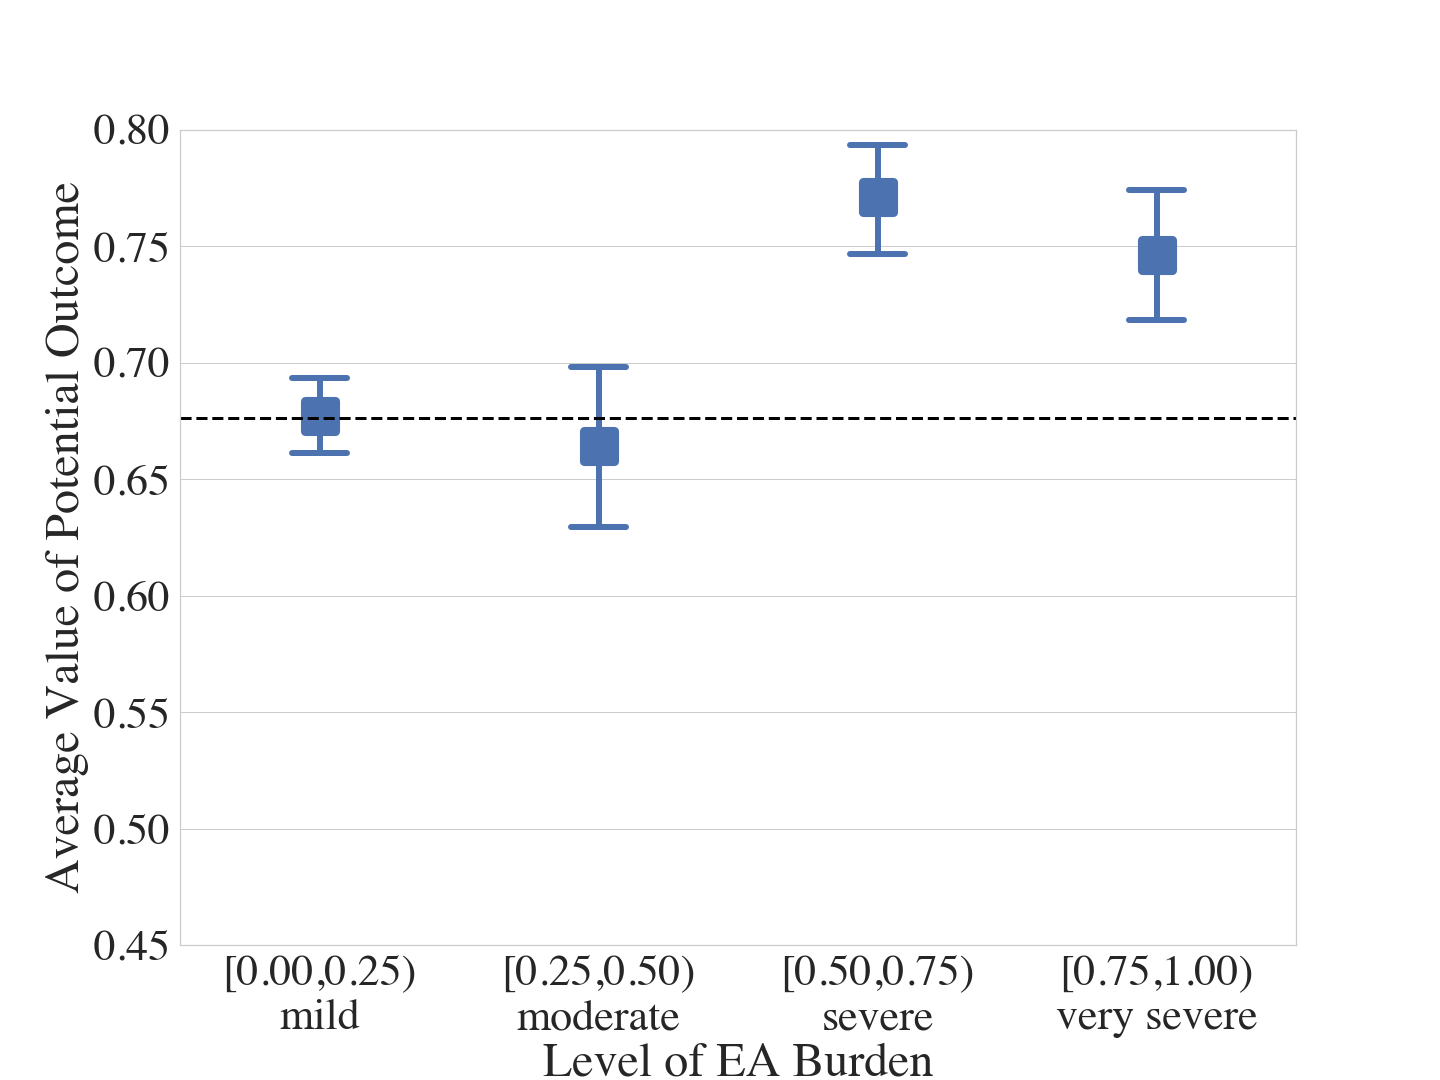 Average Value of Potential Outcome
0.80
0.75
0.70
0.65
0.60
0.55
0.50
0.45
[0.00,0.25)
mild
[0.25,0.50)
moderate
[0.50,0.75)
severe
[0.75,1.00)
very severe
Level of EA Burden